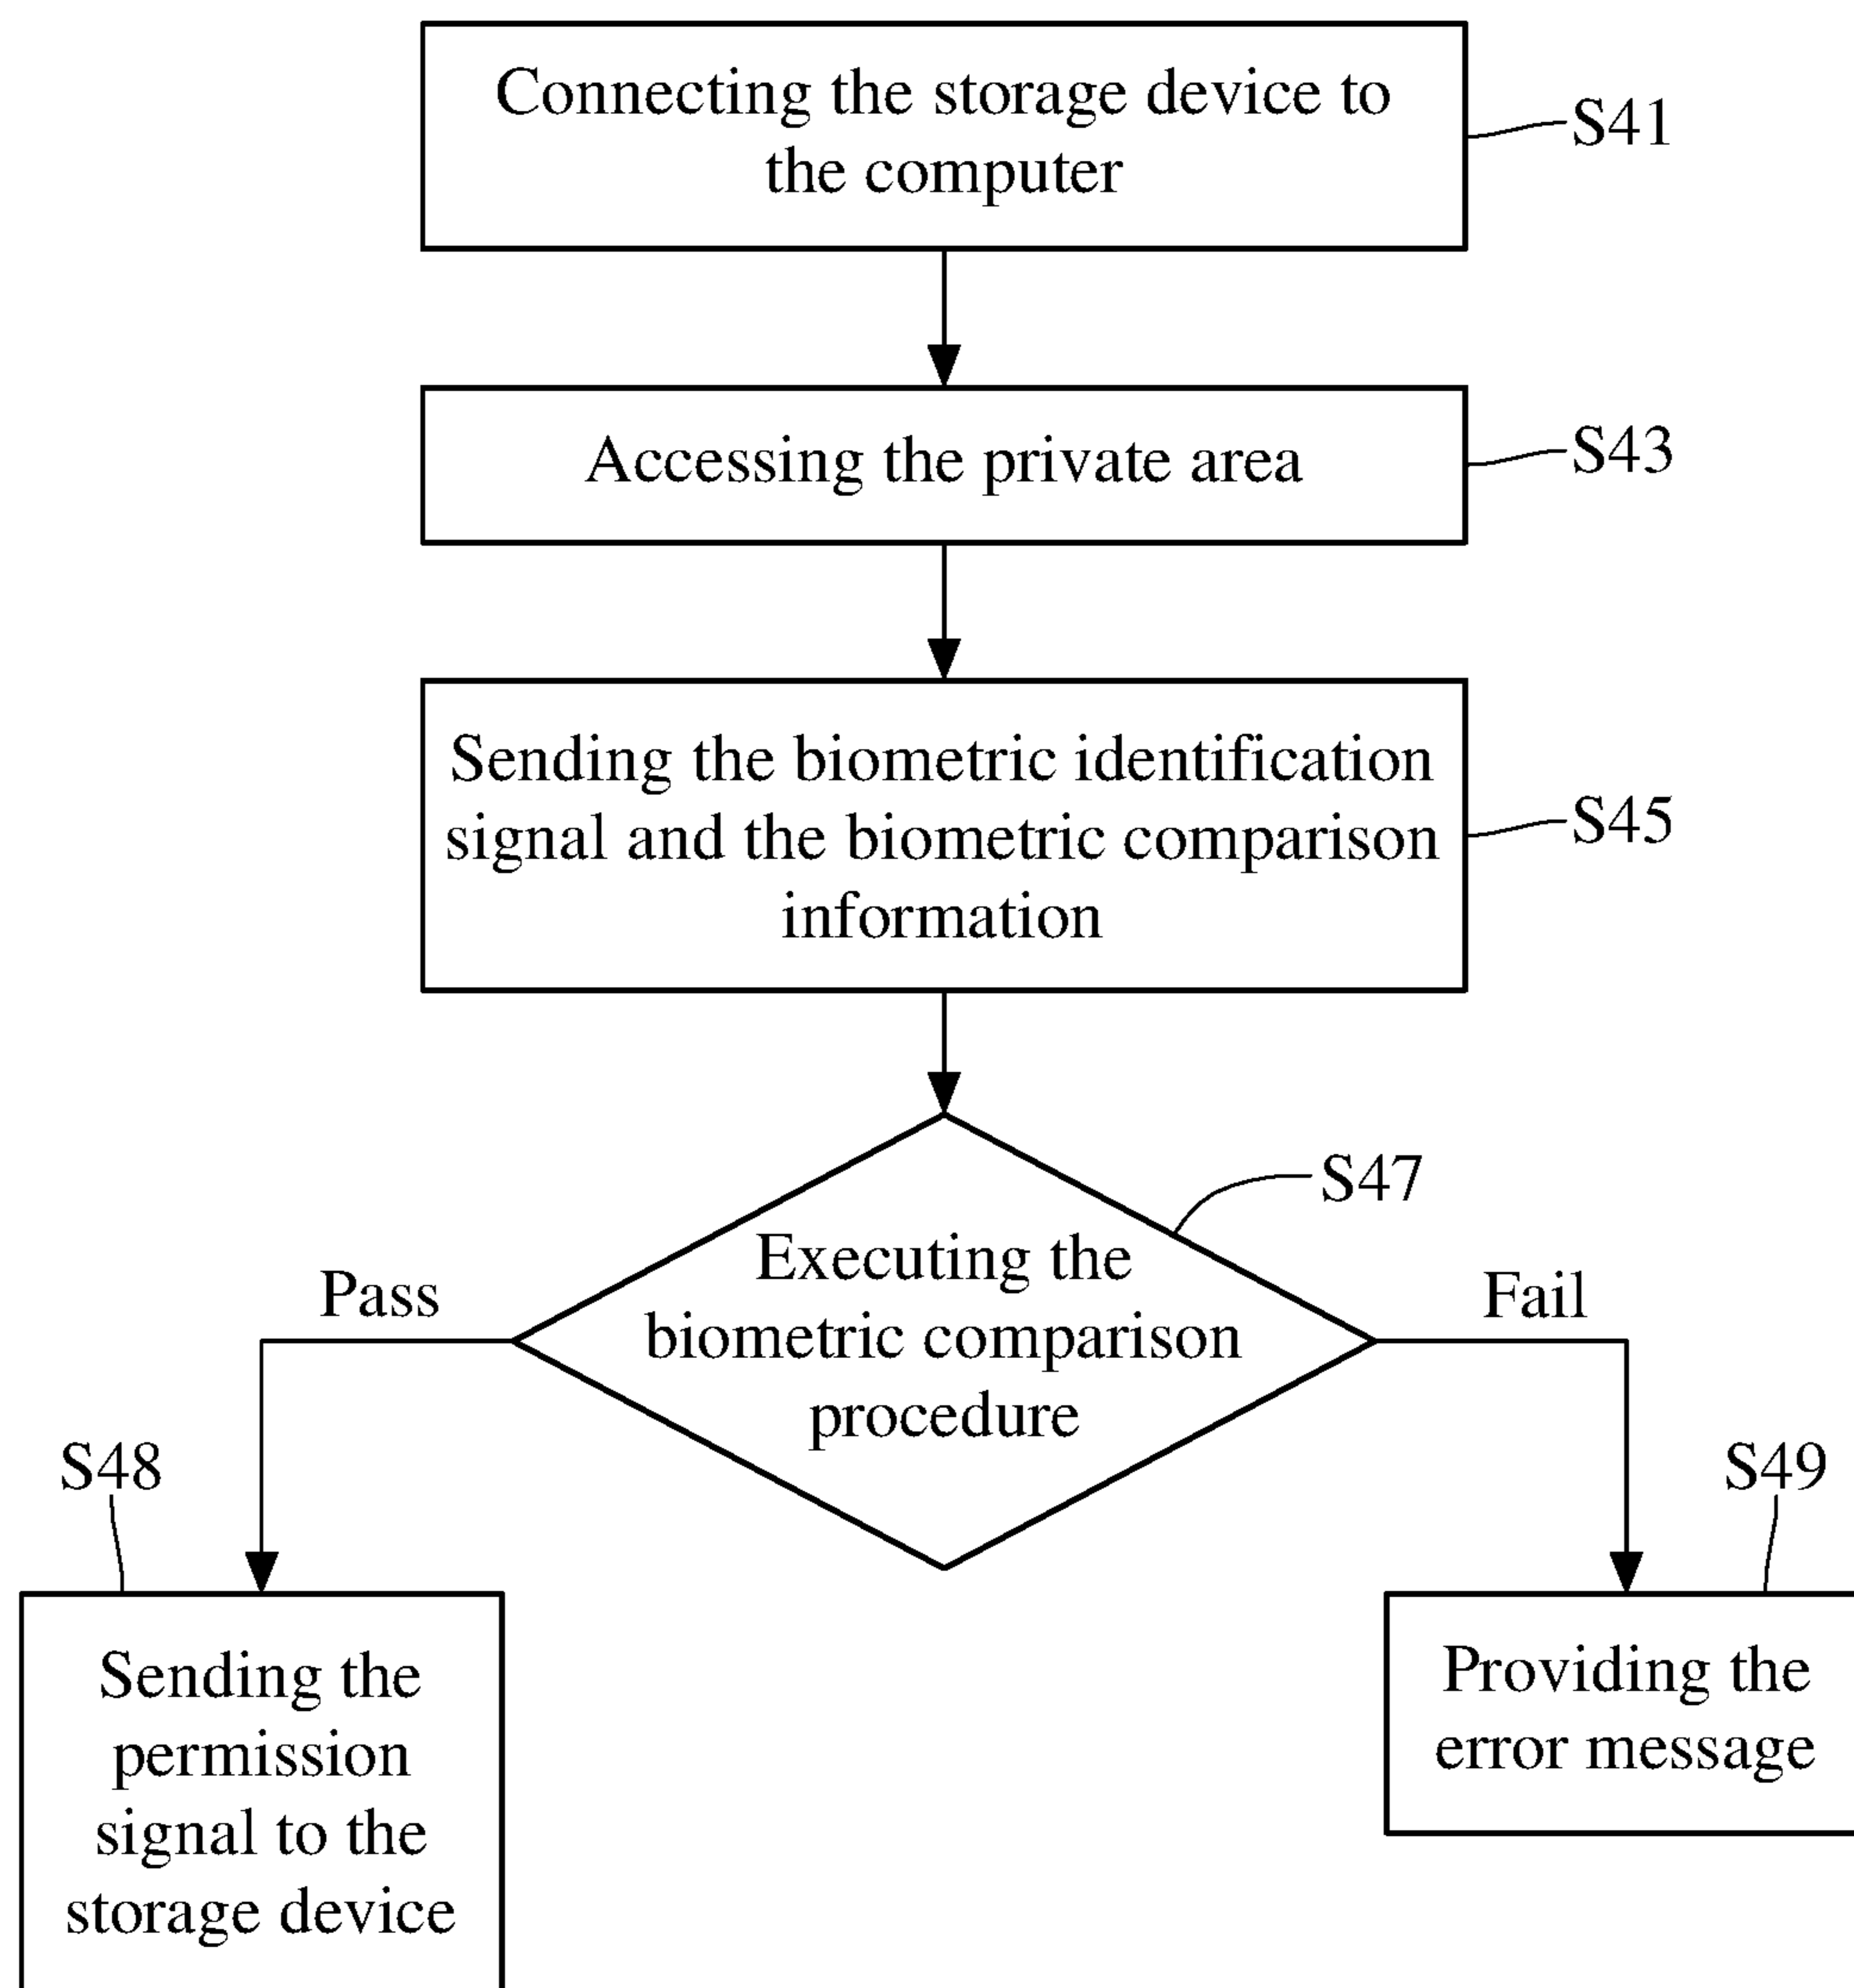 Connecting the storage device to
the computer
S41
Accessing the private area
S43
Sending the biometric identification
signal and the biometric comparison
information
S45
S47
Executing the
biometric comparison
procedure
Pass
Fail
S48
S49
Sending the
permission
signal to the
storage device
Providing the
error message